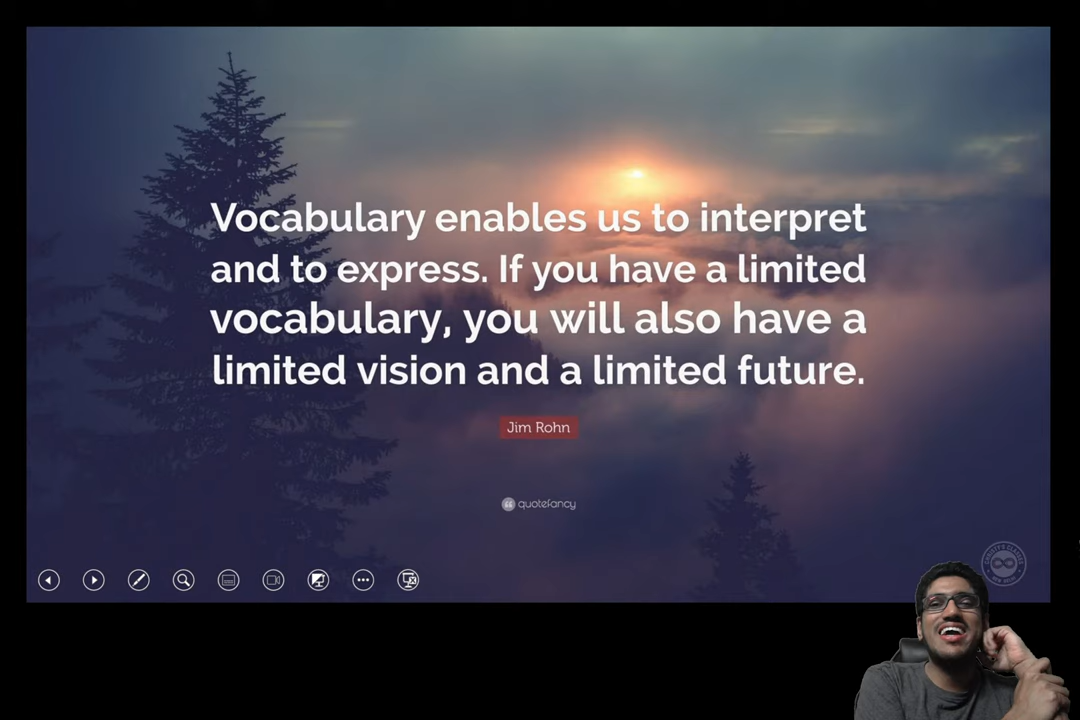 Vocabulary enables us to interpret
and to express. If you have a limited
vocabulary, you will also have a
limited vision and a limited future.
Jim Rohn
quotefancy